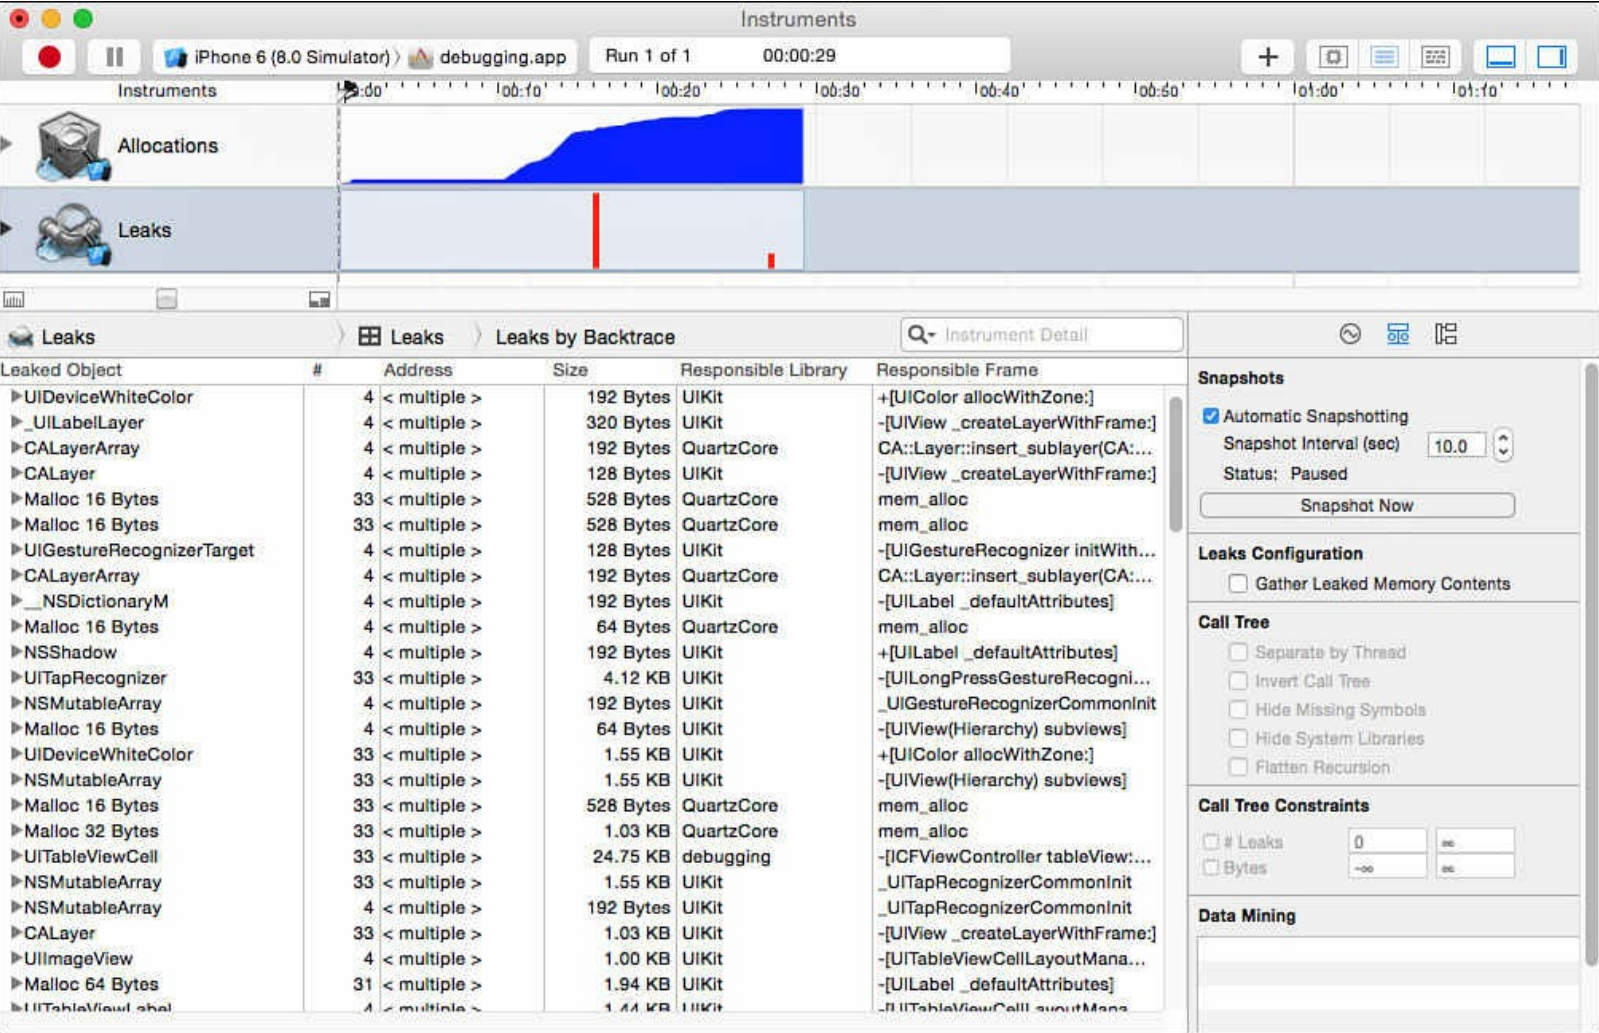 Instruments
iPhone 6 (8.0 Simulator) debugging.app Run 1 of 1 00:00:29
Instruments 00:10 00:20 00:30 00:40 00:50 01:00 01:10
Allocations
Leaks
Leaks Leaks Leaks by Backtrace Instrument Detail
Leaked Object # Address Size Responsible Library Responsible Frame
UIDeviceWhiteColor 4 < multiple > 192 Bytes UIKit +[UIColor allocWithZone:]
_UILabelLayer 4 < multiple > 320 Bytes UIKit -[UIView _createLayerWithFrame:]
CALayerArray 4 < multiple > 192 Bytes QuartzCore CA::Layer::insert_sublayer(CA:...
CALayer 4 < multiple > 128 Bytes UIKit -[UIView _createLayerWithFrame:]
Malloc 16 Bytes 33 < multiple > 528 Bytes QuartzCore mem_alloc
Malloc 16 Bytes 33 < multiple > 528 Bytes QuartzCore mem_alloc
UIGestureRecognizerTarget 4 < multiple > 128 Bytes UIKit -[UIGestureRecognizer initWith...
CALayerArray 4 < multiple > 192 Bytes QuartzCore CA::Layer::insert_sublayer(CA:...
__NSDictionaryM 4 < multiple > 192 Bytes UIKit -[UILabel _defaultAttributes]
Malloc 16 Bytes 4 < multiple > 64 Bytes QuartzCore mem_alloc
NSShadow 4 < multiple > 192 Bytes UIKit +[UILabel _defaultAttributes]
UITapRecognizer 33 < multiple > 4.12 KB UIKit -[UILongPressGestureRecogni...
NSMutableArray 4 < multiple > 192 Bytes UIKit _UIGestureRecognizerCommonInit
Malloc 16 Bytes 4 < multiple > 64 Bytes UIKit -[UIView(Hierarchy) subviews]
UIDeviceWhiteColor 33 < multiple > 1.55 KB UIKit +[UIColor allocWithZone:]
NSMutableArray 33 < multiple > 1.55 KB UIKit -[UIView(Hierarchy) subviews]
Malloc 16 Bytes 33 < multiple > 528 Bytes QuartzCore mem_alloc
Malloc 32 Bytes 33 < multiple > 1.03 KB QuartzCore mem_alloc
UITableViewCell 33 < multiple > 24.75 KB debugging -[ICFViewController tableView:...
NSMutableArray 33 < multiple > 1.55 KB UIKit _UITapRecognizerCommonInit
NSMutableArray 4 < multiple > 192 Bytes UIKit _UITapRecognizerCommonInit
CALayer 33 < multiple > 1.03 KB UIKit -[UIView _createLayerWithFrame:]
UIImageView 4 < multiple > 1.00 KB UIKit -[UITableViewCellLayoutMana...
Malloc 64 Bytes 31 < multiple > 1.94 KB UIKit -[UILabel _defaultAttributes]
UITableViewLabel 4 < multiple > 1.44 KB UIKit -[UITableViewCellLayoutMana...
Snapshots
Automatic Snapshotting
Snapshot Interval (sec) 10.0
Status: Paused
Snapshot Now
Leaks Configuration
Gather Leaked Memory Contents
Call Tree
Separate by Thread
Invert Call Tree
Hide Missing Symbols
Hide System Libraries
Flatten Recursion
Call Tree Constraints
# Leaks 0 ∞
Bytes -∞ ∞
Data Mining